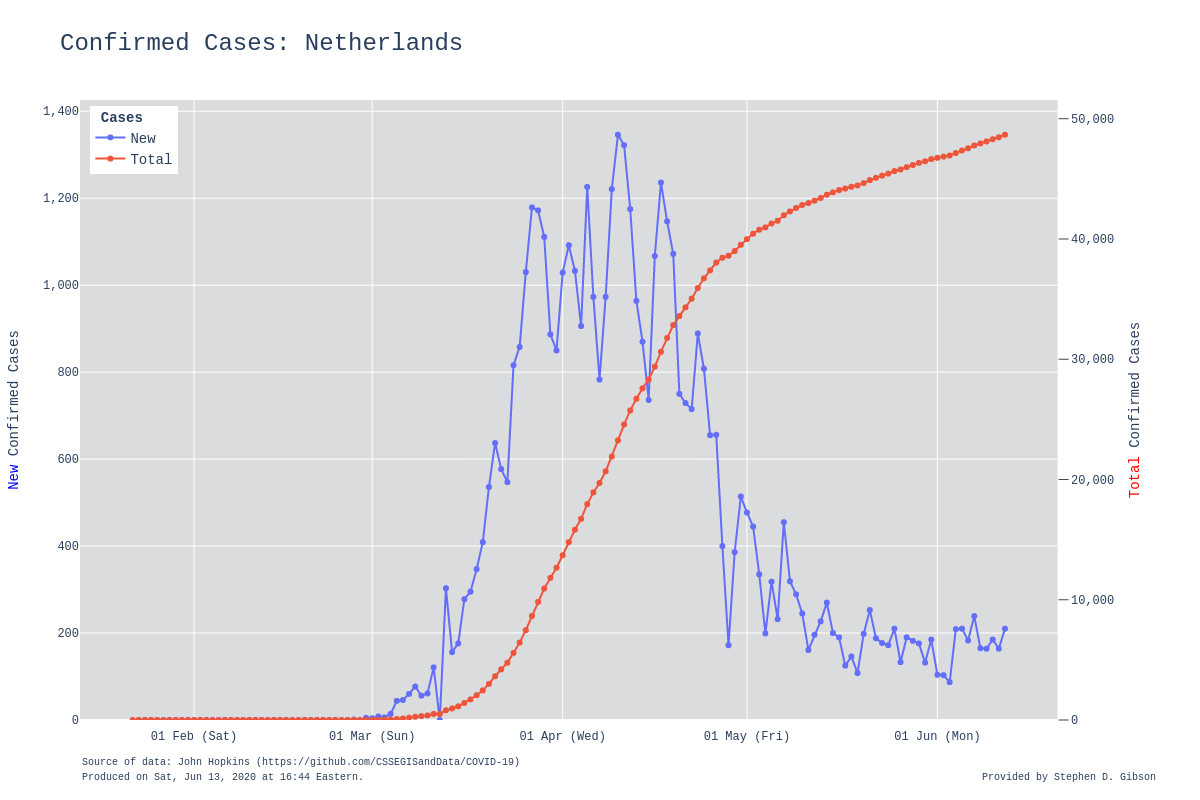 Confirmed Cases: Netherlands
Cases
New
Total
1,400
1,200
1,000
800
600
400
200
0
50,000
40,000
30,000
20,000
10,000
0
New Confirmed Cases
Total Confirmed Cases
01 Feb (Sat) 01 Mar (Sun) 01 Apr (Wed) 01 May (Fri) 01 Jun (Mon)
Source of data: John Hopkins (https://github.com/CSSEGISandData/COVID-19)
Produced on Sat, Jun 13, 2020 at 16:44 Eastern.
Provided by Stephen D. Gibson